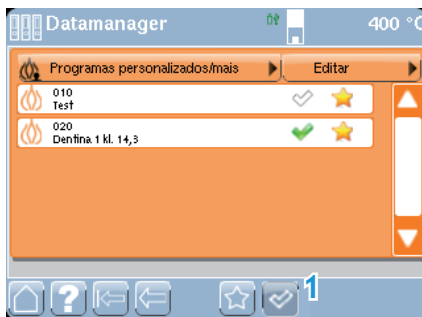 Datamanager 400 °C
Programas personalizados/mais Editar
010
Test
020
Dentina 1 kl. 14,3
? 1